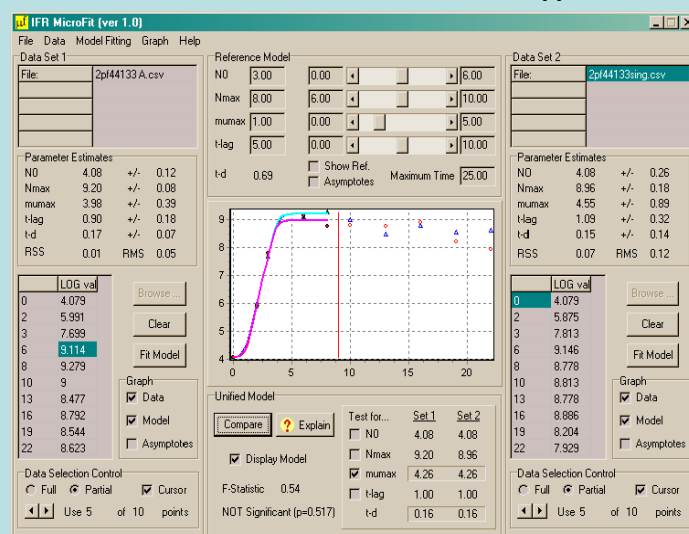 IFR MicroFit (ver 1.0)
File Data Model Fitting Graph Help
Data Set 1
File: 2pf44133 A.csv
Parameter Estimates
N0 4.08 +/- 0.12
Nmax 9.20 +/- 0.08
mumax 3.98 +/- 0.39
t-lag 0.90 +/- 0.18
t-d 0.17 +/- 0.07
RSS 0.01 RMS 0.05
LOG val
0 4.079
2 5.991
3 7.699
6 9.114
8 9.279
10 9
13 8.477
16 8.792
19 8.544
22 8.623
Browse ...
Clear
Fit Model
Graph
Data
Model
Asymptotes
Data Selection Control
Full Partial Cursor
Use 5 of 10 points
Reference Model
N0 3.00 0.00 6.00
Nmax 8.00 6.00 10.00
mumax 1.00 0.00 5.00
t-lag 5.00 0.00 10.00
t-d 0.69 Show Ref. Asymptotes Maximum Time 25.00
9
8
7
6
5
4
0 5 10 15 20
Unified Model
Compare ? Explain
Display Model
F-Statistic 0.54
NOT Significant (p=0.517)
Test for... Set 1 Set 2
N0 4.08 4.08
Nmax 9.20 8.96
mumax 4.26 4.26
t-lag 1.00 1.00
t-d 0.16 0.16
Data Set 2
File: 2pf44133sing.csv
Parameter Estimates
N0 4.08 +/- 0.26
Nmax 8.96 +/- 0.18
mumax 4.55 +/- 0.89
t-lag 1.09 +/- 0.32
t-d 0.15 +/- 0.14
RSS 0.07 RMS 0.12
LOG val
0 4.079
2 5.875
3 7.813
6 9.146
8 8.778
10 8.813
13 8.778
16 8.886
19 8.204
22 7.929
Browse ...
Clear
Fit Model
Graph
Data
Model
Asymptotes
Data Selection Control
Full Partial Cursor
Use 5 of 10 points